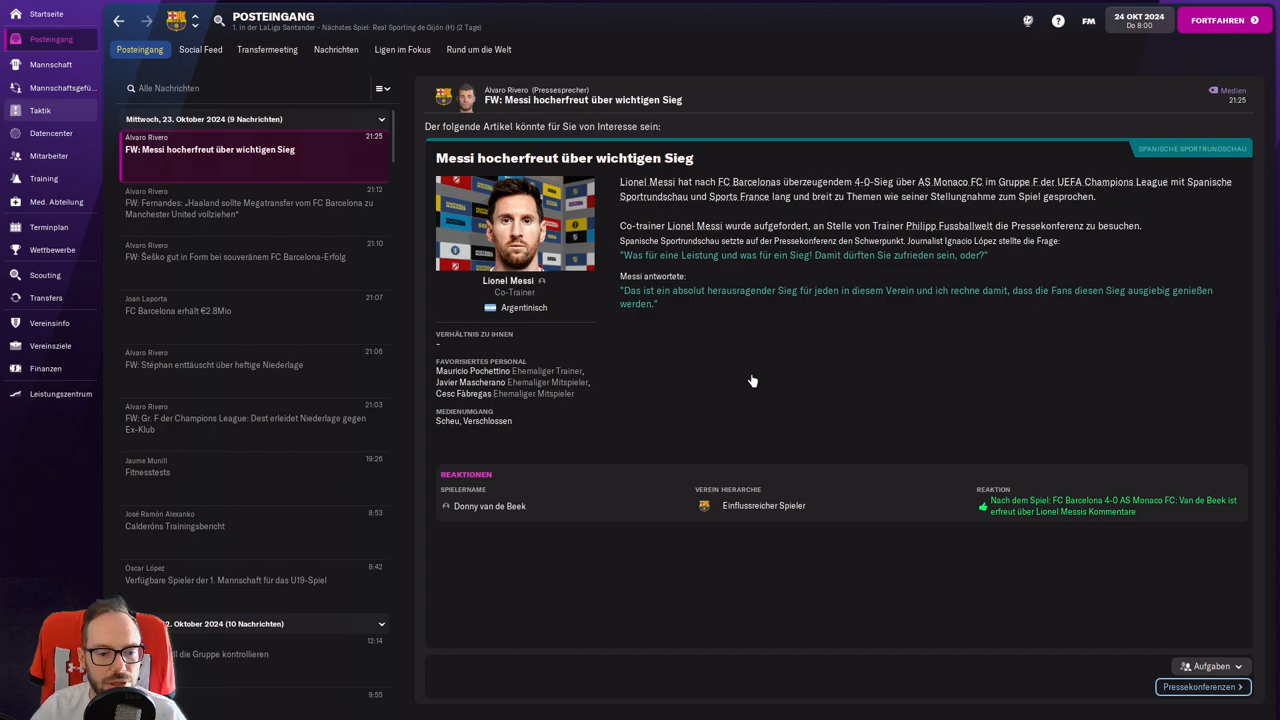 Startseite
Posteingang
Mannschaft
Mannschaftsgefü...
Taktik
Datencenter
Mitarbeiter
Training
Med. Abteilung
Terminplan
Wettbewerbe
Scouting
Transfers
Vereinsinfo
Vereinsziele
Finanzen
Leistungszentrum
POSTEINGANG
1. in der LaLiga Santander - Nächstes Spiel: Real Sporting de Gijón (H) (2 Tage)
FM
24 OKT 2024
Do 8:00
FORTFAHREN
Posteingang
Social Feed
Transfermeeting
Nachrichten
Ligen im Fokus
Rund um die Welt
Alle Nachrichten
Mittwoch, 23. Oktober 2024 (9 Nachrichten)
Álvaro Rivero
21:25
FW: Messi hocherfreut über wichtigen Sieg
Álvaro Rivero
21:12
FW: Fernandes: „Haaland sollte Megatransfer vom FC Barcelona zu
Manchester United vollziehen“
Álvaro Rivero
21:10
FW: Šeško gut in Form bei souveränem FC Barcelona-Erfolg
Joan Laporta
21:07
FC Barcelona erhält €2.8Mio
Álvaro Rivero
21:06
FW: Stéphan enttäuscht über heftige Niederlage
Álvaro Rivero
21:03
FW: Gr. F der Champions League: Dest erleidet Niederlage gegen
Ex-Klub
Jaume Munill
19:26
Fitnesstests
José Ramón Alexanko
8:53
Calderóns Trainingsbericht
Óscar López
8:42
Verfügbare Spieler der 1. Mannschaft für das U19-Spiel
2. Oktober 2024 (10 Nachrichten)
12:14
ll die Gruppe kontrollieren
9:55
Álvaro Rivero (Pressesprecher)
FW: Messi hocherfreut über wichtigen Sieg
Medien
21:25
Der folgende Artikel könnte für Sie von Interesse sein:
SPANISCHE SPORTRUNDSCHAU
Messi hocherfreut über wichtigen Sieg
Lionel Messi
Co-Trainer
Argentinisch
VERHÄLTNIS ZU IHNEN
-
FAVORISIERTES PERSONAL
Mauricio Pochettino Ehemaliger Trainer,
Javier Mascherano Ehemaliger Mitspieler,
Cesc Fàbregas Ehemaliger Mitspieler
MEDIENUMGANG
Scheu, Verschlossen
Lionel Messi hat nach FC Barcelonas überzeugendem 4-0-Sieg über AS Monaco FC im Gruppe F der UEFA Champions League mit Spanische
Sportrundschau und Sports France lang und breit zu Themen wie seiner Stellungnahme zum Spiel gesprochen.
Co-trainer Lionel Messi wurde aufgefordert, an Stelle von Trainer Philipp Fussballwelt die Pressekonferenz zu besuchen.
Spanische Sportrundschau setzte auf der Pressekonferenz den Schwerpunkt. Journalist Ignacio López stellte die Frage:
"Was für eine Leistung und was für ein Sieg! Damit dürften Sie zufrieden sein, oder?"
Messi antwortete:
"Das ist ein absolut herausragender Sieg für jeden in diesem Verein und ich rechne damit, dass die Fans diesen Sieg ausgiebig genießen
werden."
REAKTIONEN
SPIELERNAME
VEREIN HIERARCHIE
REAKTION
Donny van de Beek
Einflussreicher Spieler
Nach dem Spiel: FC Barcelona 4-0 AS Monaco FC: Van de Beek ist
erfreut über Lionel Messis Kommentare
Aufgaben
Pressekonferenzen